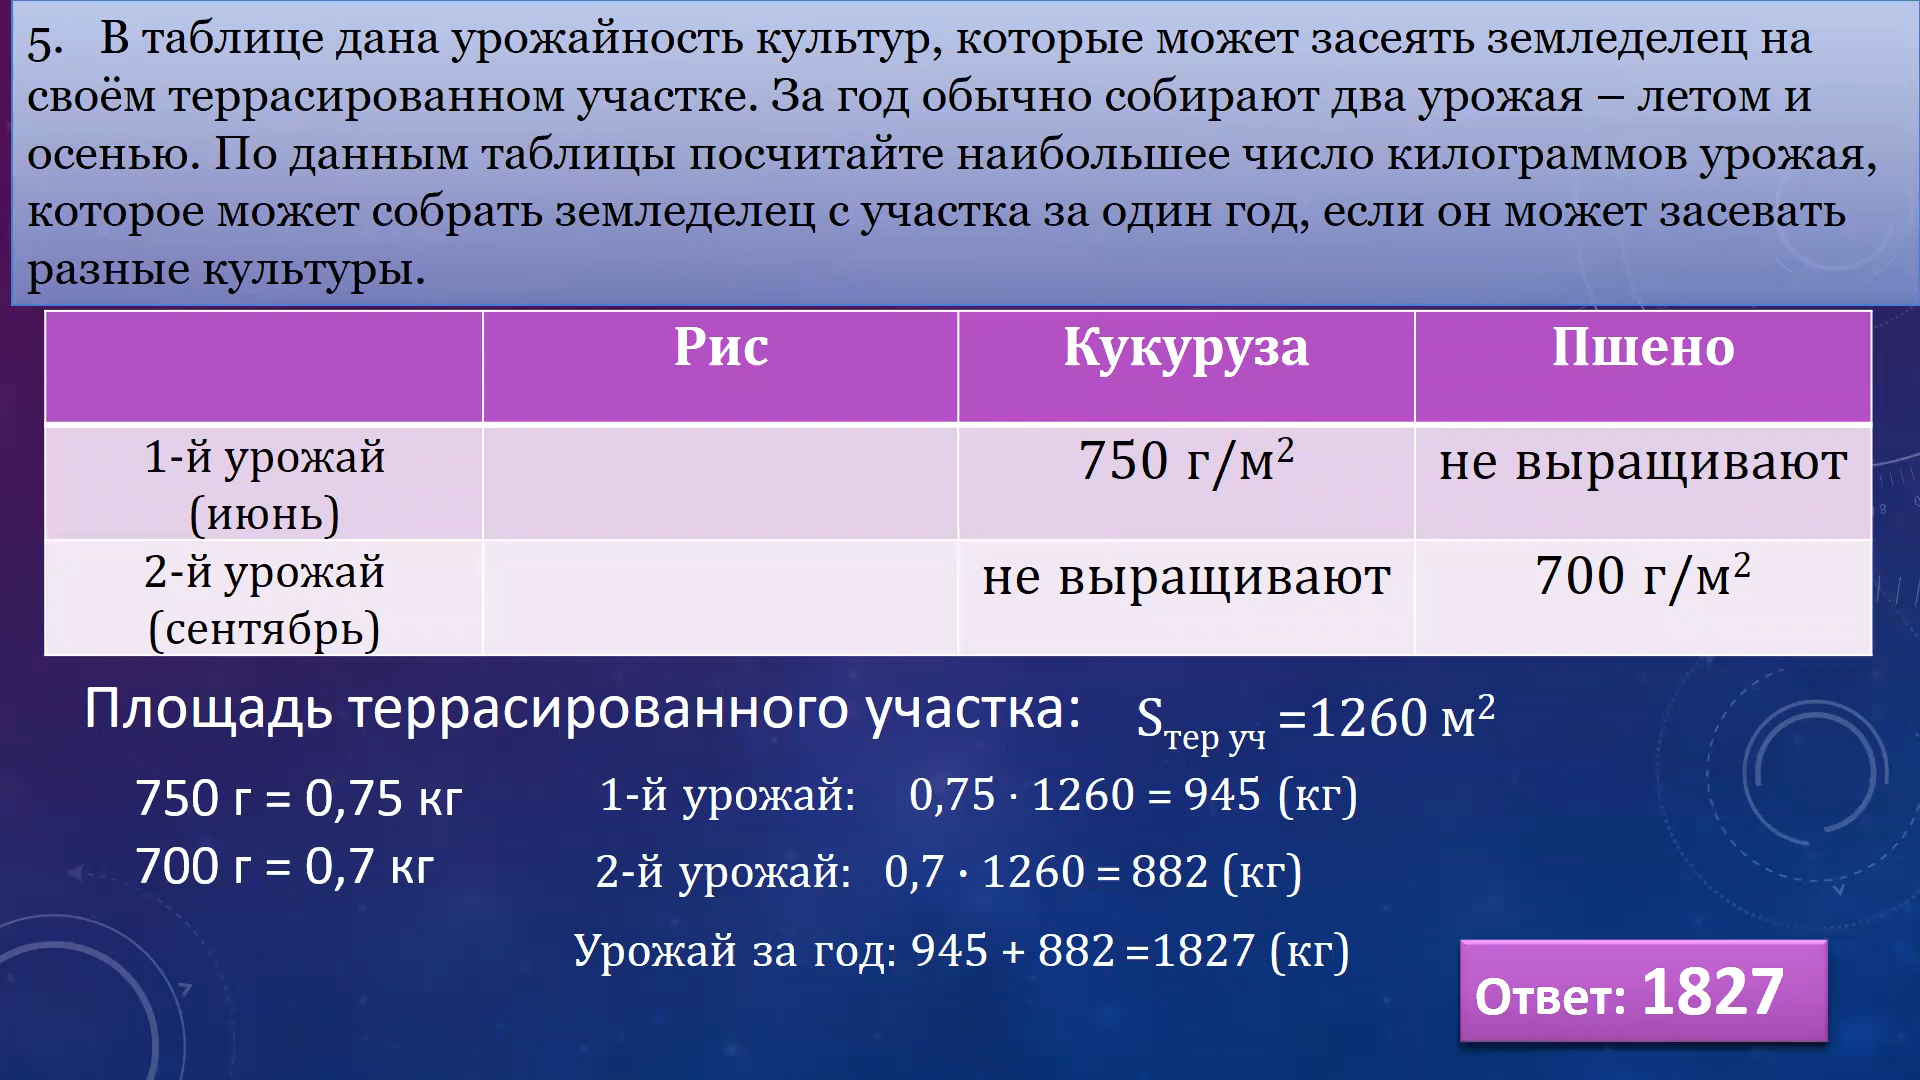 5. В таблице дана урожайность культур, которые может засеять земледелец на
своём террасированном участке. За год обычно собирают два урожая – летом и
осенью. По данным таблицы посчитайте наибольшее число килограммов урожая,
которое может собрать земледелец с участка за один год, если он может засевать
разные культуры.
Рис Кукуруза Пшено
1-й урожай
(июнь)
750 г/м² не выращивают
2-й урожай
(сентябрь)
не выращивают 700 г/м²
Площадь террасированного участка: Sтер уч =1260 м²
750 г = 0,75 кг
1-й урожай: 0,75 · 1260 = 945 (кг)
700 г = 0,7 кг
2-й урожай: 0,7 · 1260 = 882 (кг)
Урожай за год: 945 + 882 =1827 (кг)
Ответ: 1827